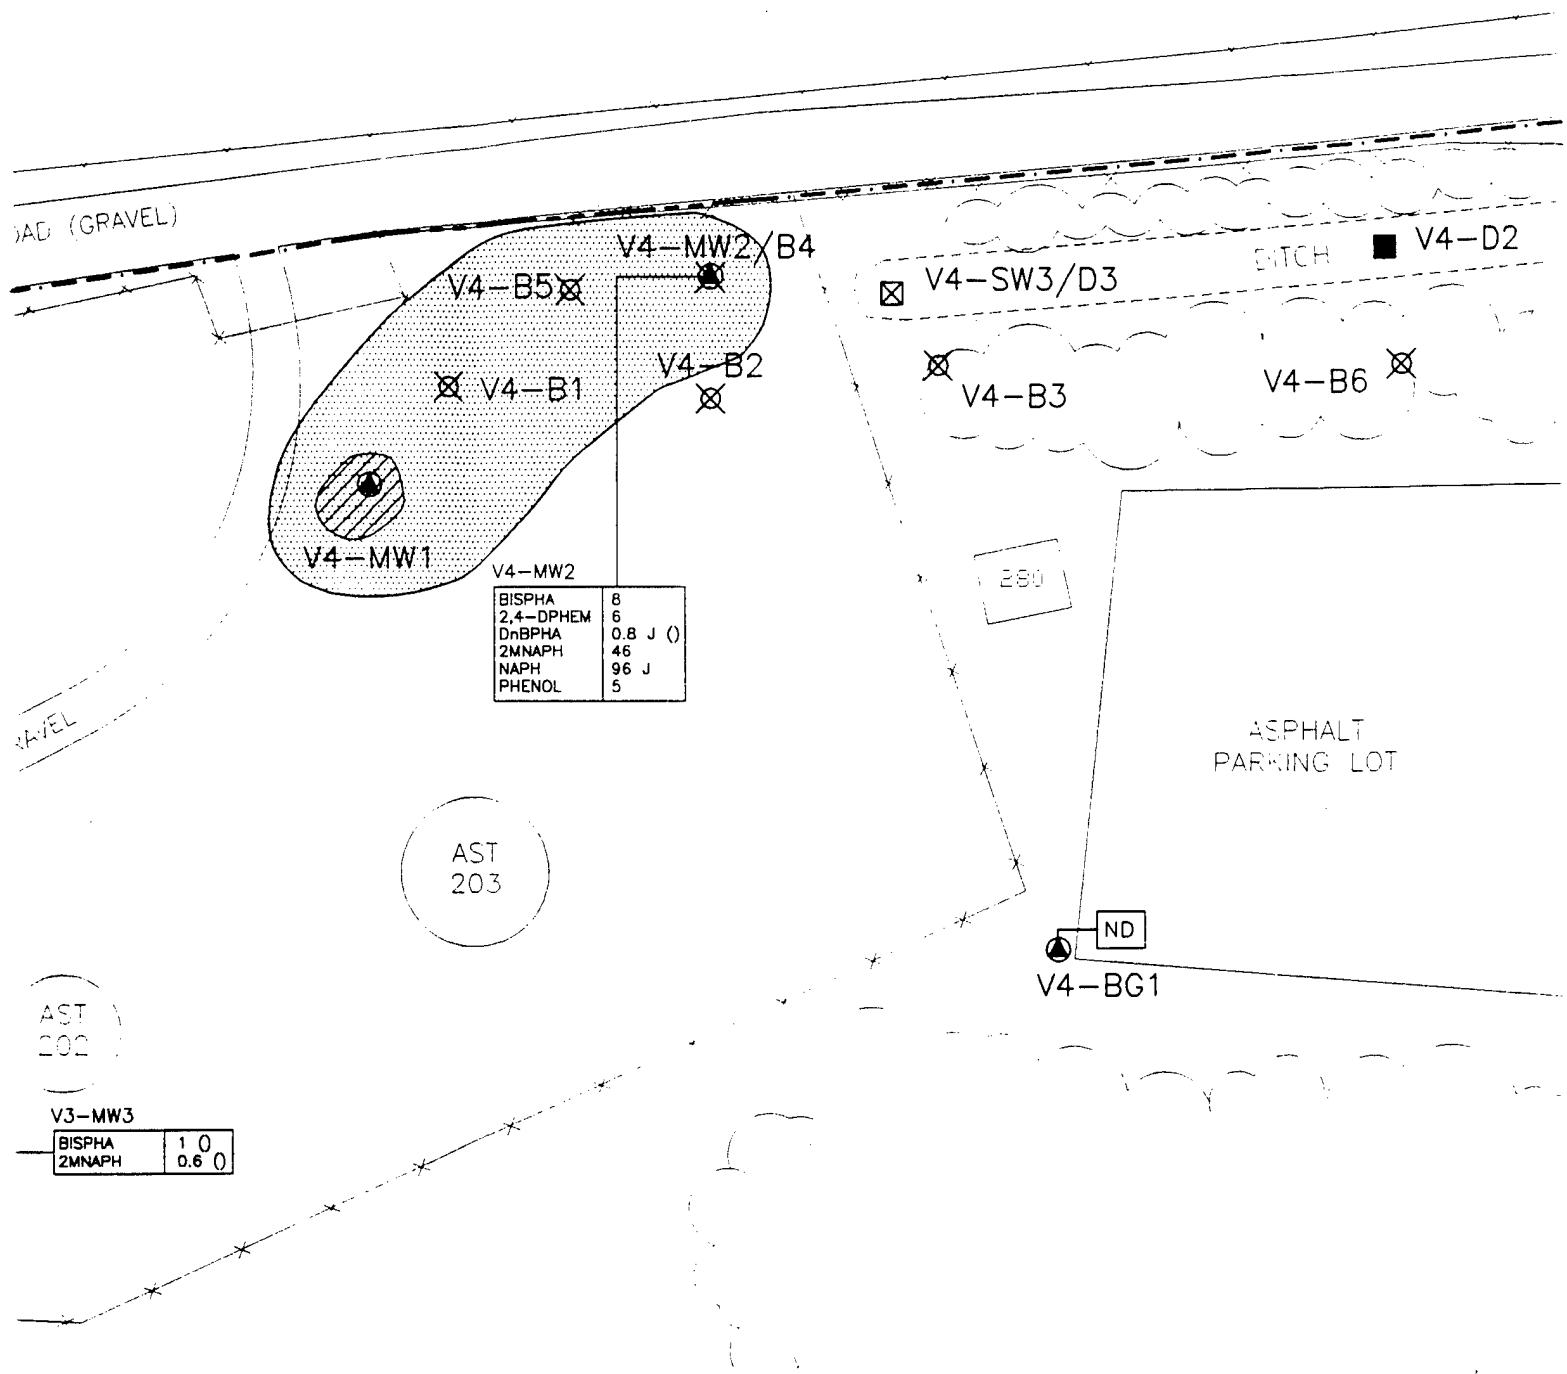 (GRAVEL)
V4-MW2/B4
V4-D2
DITCH
V4-SW3/D3
V4-B5
V4-B2
V4-B1
V4-B3
V4-B6
V4-MW1
V4-MW2
BISPHA 8
2,4-DPHEM 6
DnBPHA 0.8 J ()
2MNAPH 46
NAPH 96 J
PHENOL 5
280
ASPHALT
PARKING LOT
AST
203
ND
V4-BG1
AST
202
V3-MW3
BISPHA 1 ()
2MNAPH 0.6 ()